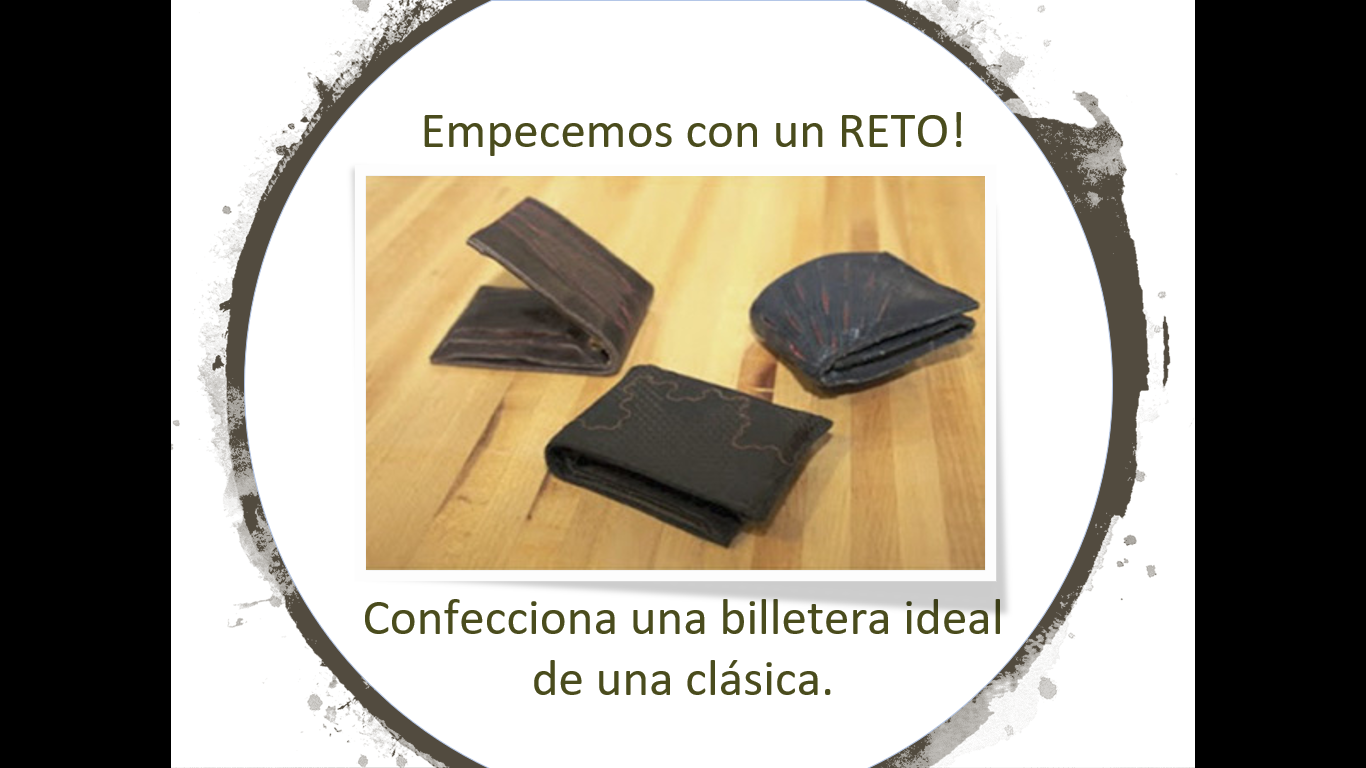 Empecemos con un RETO!
Confecciona una billetera ideal
de una clásica.